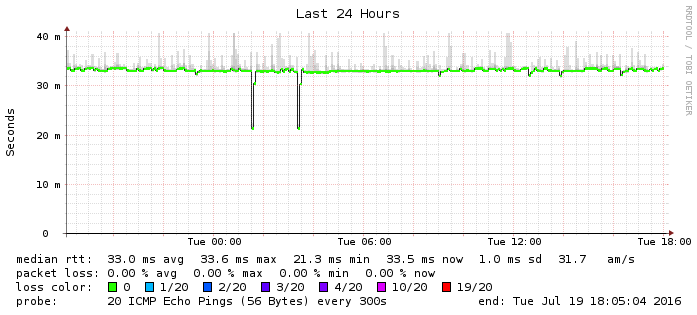 Last 24 Hours
RRDTOOL / TOBI OETIKER
Seconds
40 m
30 m
20 m
10 m
0
Tue 00:00 Tue 06:00 Tue 12:00 Tue 18:00
median rtt: 33.0 ms avg 33.6 ms max 21.3 ms min 33.5 ms now 1.0 ms sd 31.7 am/s
packet loss: 0.00 % avg 0.00 % max 0.00 % min 0.00 % now
loss color: 0 1/20 2/20 3/20 4/20 10/20 19/20
probe: 20 ICMP Echo Pings (56 Bytes) every 300s end: Tue Jul 19 18:05:04 2016